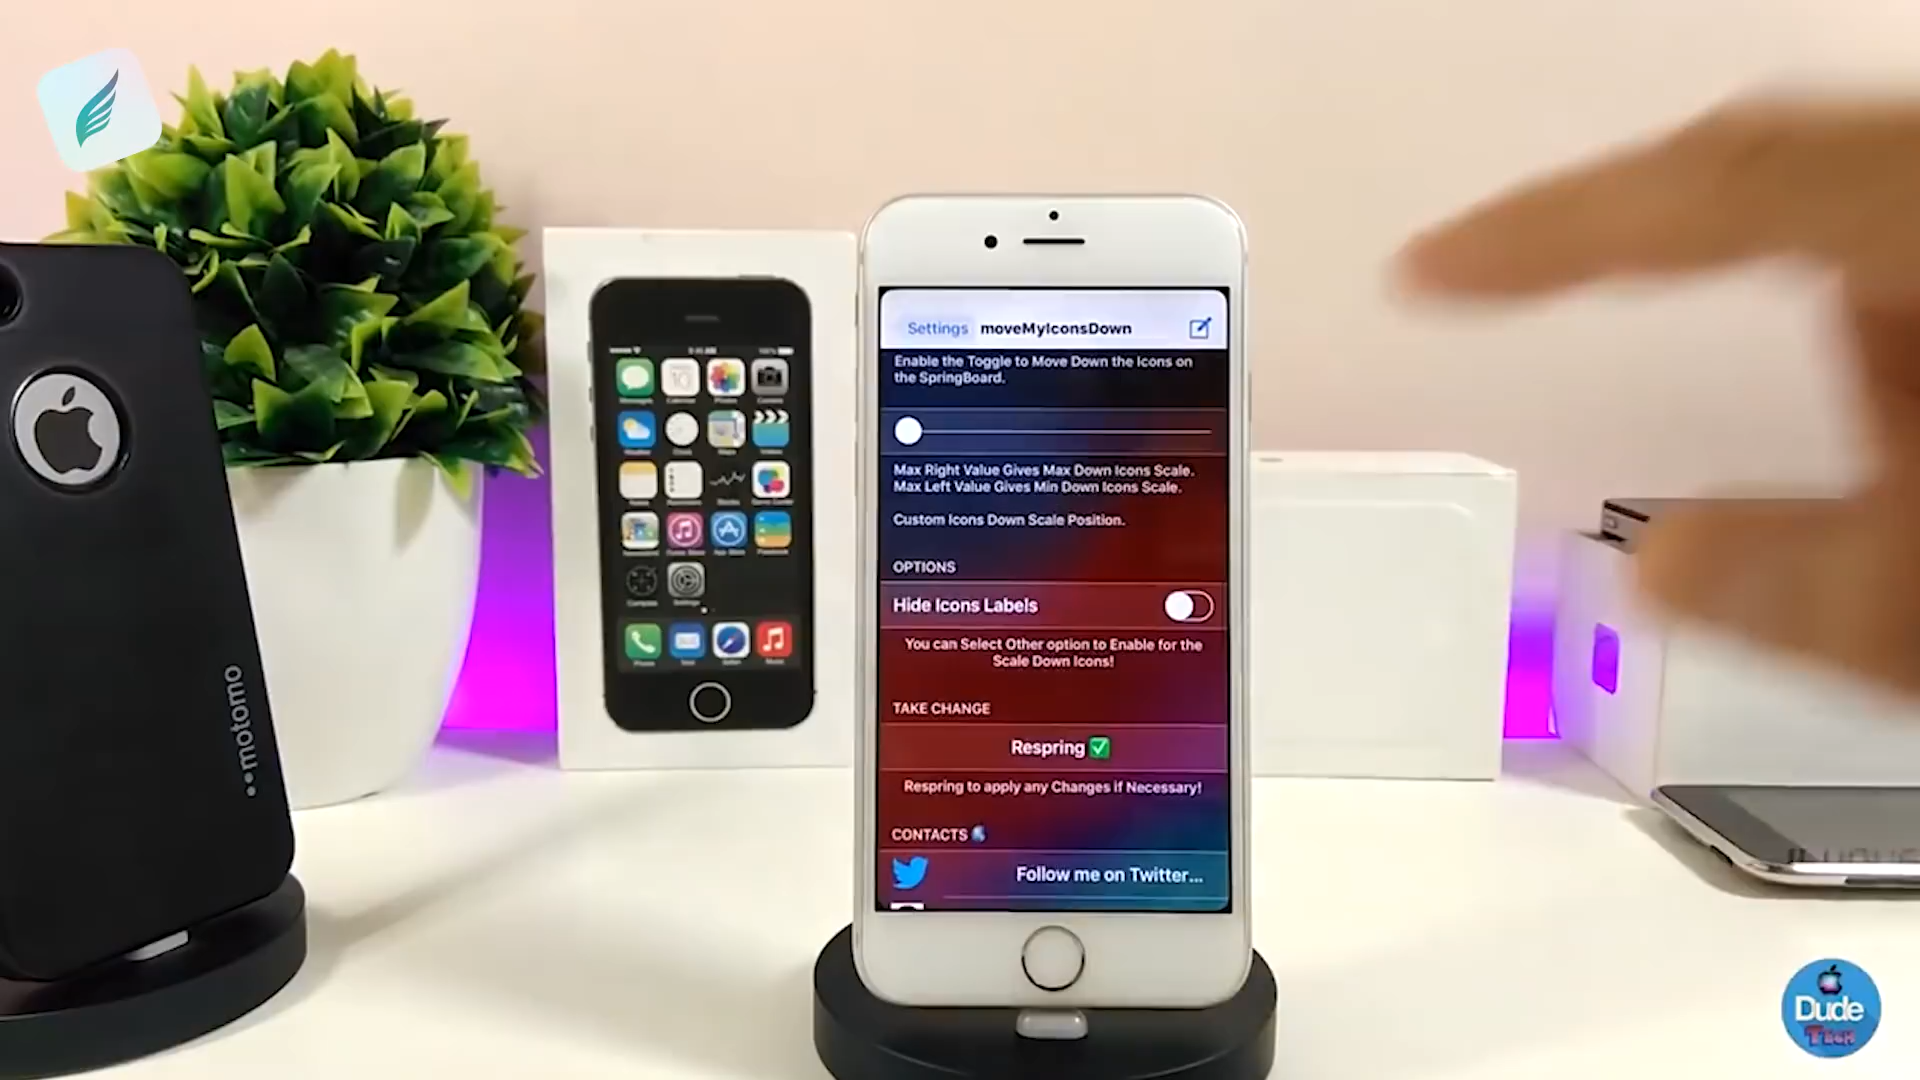 Settings
moveMyIconsDown
Enable the Toggle to Move Down the Icons on
the SpringBoard.
Max Right Value Gives Max Down Icons Scale.
Max Left Value Gives Min Down Icons Scale.
Custom Icons Down Scale Position.
OPTIONS
Hide Icons Labels
You can Select Other option to Enable for the
Scale Down Icons!
TAKE CHANGE
Respring
Respring to apply any Changes if Necessary!
CONTACTS
Follow me on Twitter...
motomo
Dude
Tech